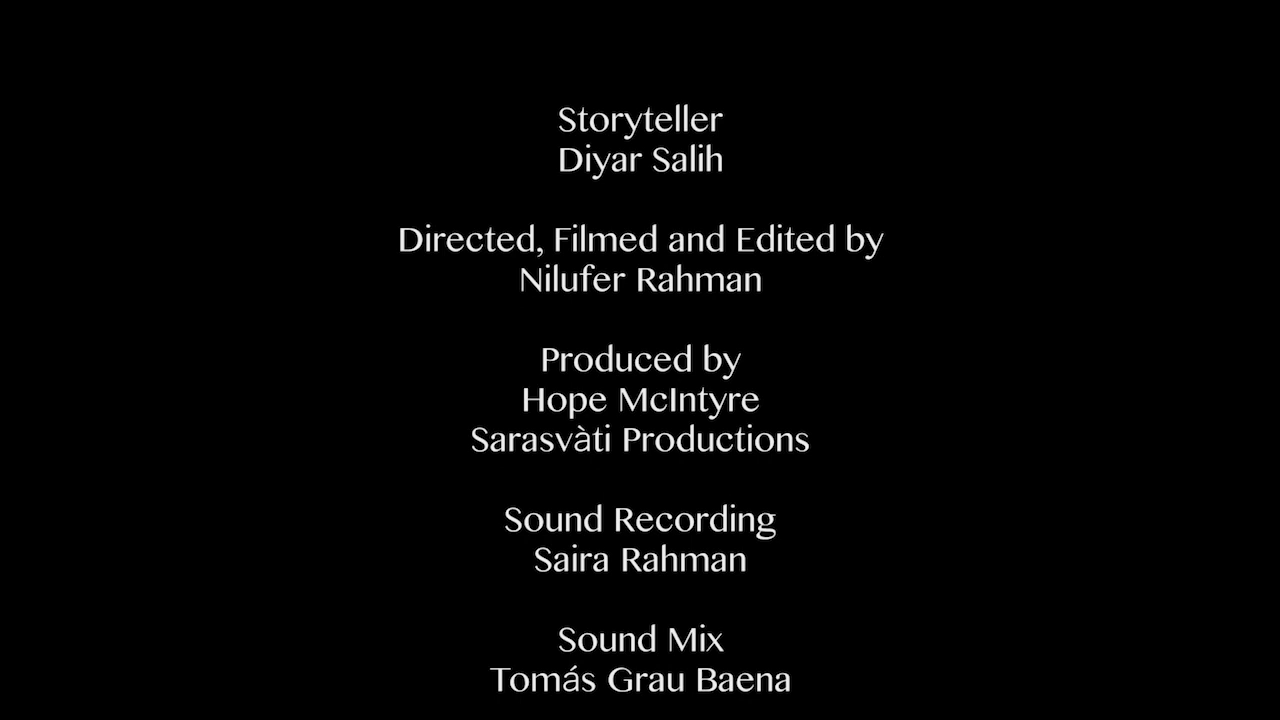 Storyteller
Diyar Salih
Directed, Filmed and Edited by
Nilufer Rahman
Produced by
Hope McIntyre
Sarasvàti Productions
Sound Recording
Saira Rahman
Sound Mix
Tomás Grau Baena